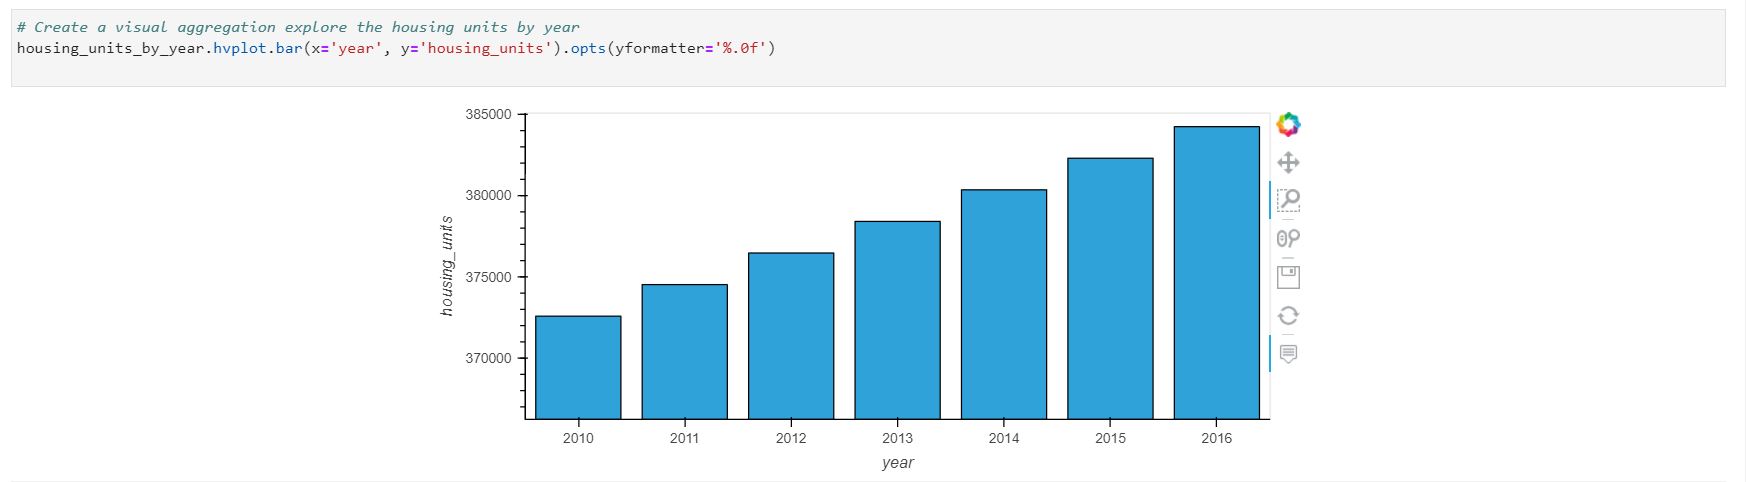 # Create a visual aggregation explore the housing units by year
housing_units_by_year.hvplot.bar(x='year', y='housing_units').opts(yformatter='%.0f')
385000
380000
375000
370000
housing_units
2010 2011 2012 2013 2014 2015 2016
year